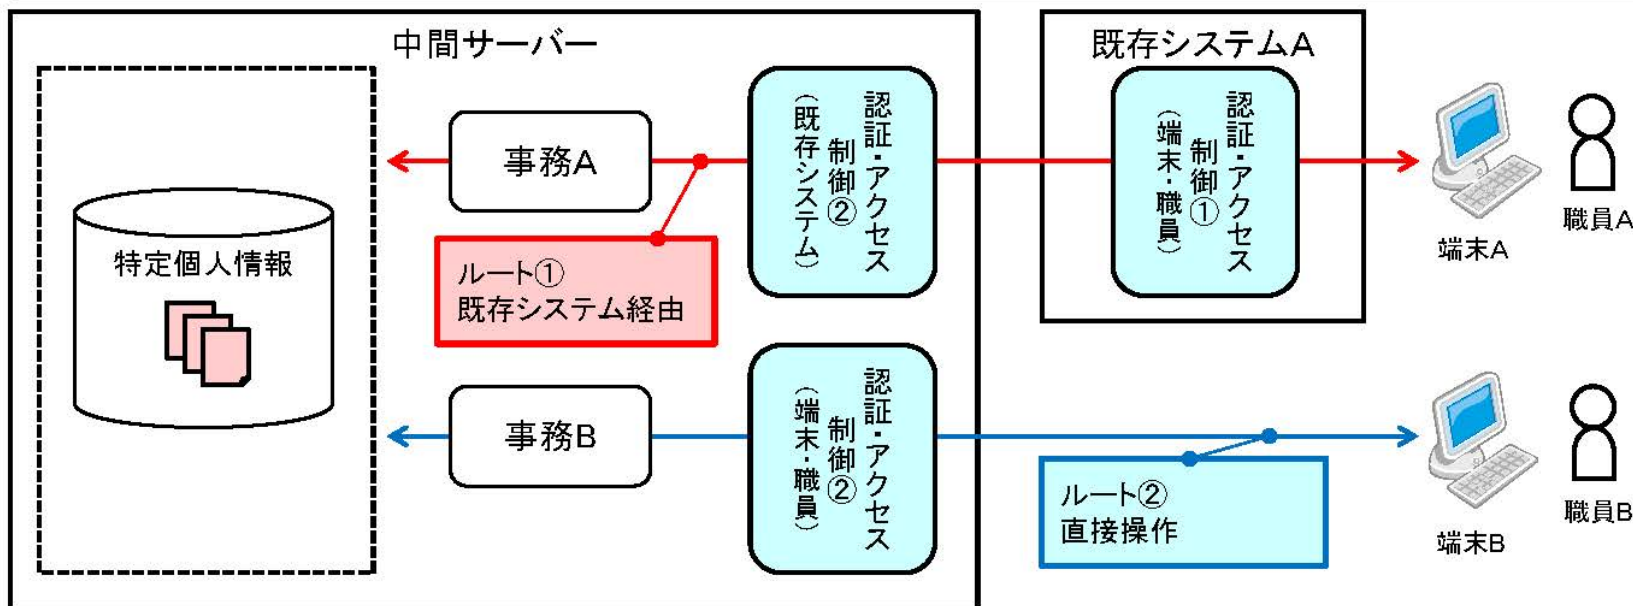 中間サーバー
既存システムA
特定個人情報
事務A
認証・アクセス
制御②
(既存システム)
認証・アクセス
制御①
(端末・職員)
端末A
職員A
ルート①
既存システム経由
事務B
認証・アクセス
制御②
(端末・職員)
ルート②
直接操作
端末B
職員B